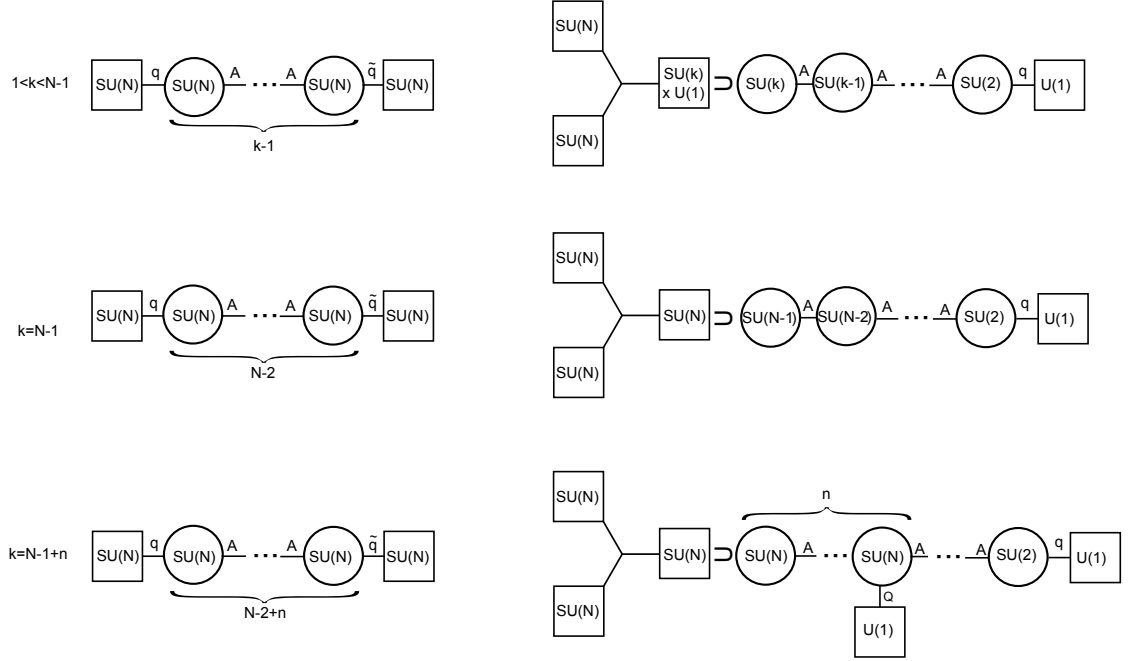 1<k<N-1
SU(N) q SU(N) A ... A SU(N) q̃ SU(N)
k-1
SU(N)
SU(N)
SU(k)
x U(1)
⊃ SU(k) A SU(k-1) A ... A SU(2) q U(1)
k=N-1
SU(N) q SU(N) A ... A SU(N) q̃ SU(N)
N-2
SU(N)
SU(N)
SU(N) ⊃ SU(N-1) A SU(N-2) A ... A SU(2) q U(1)
k=N-1+n
SU(N) q SU(N) A ... A SU(N) q̃ SU(N)
N-2+n
SU(N)
SU(N)
n
SU(N) ⊃ SU(N) A ... SU(N) A ... A SU(2) q U(1)
Q
U(1)